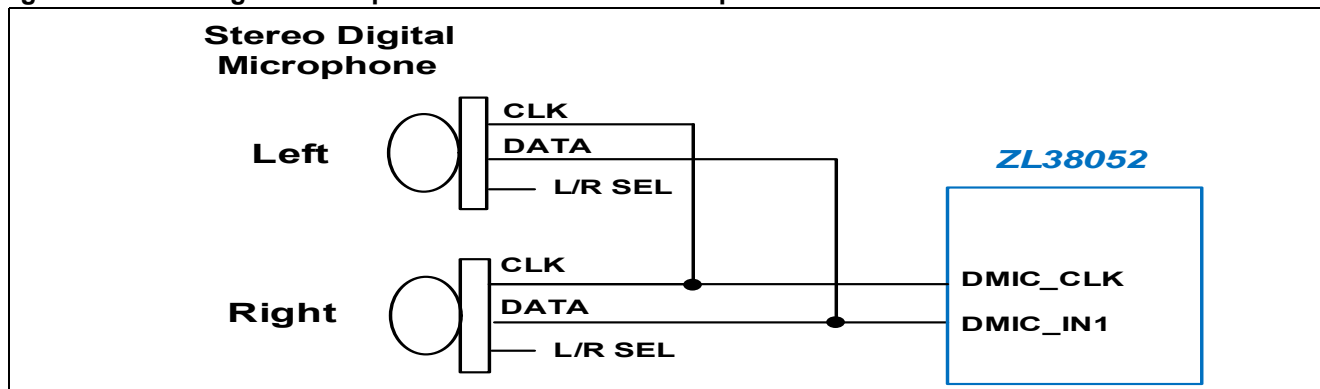 Stereo Digital
Microphone
CLK
Left
DATA
ZL38052
L/R SEL
CLK
DMIC_CLK
Right
DATA
DMIC_IN1
L/R SEL